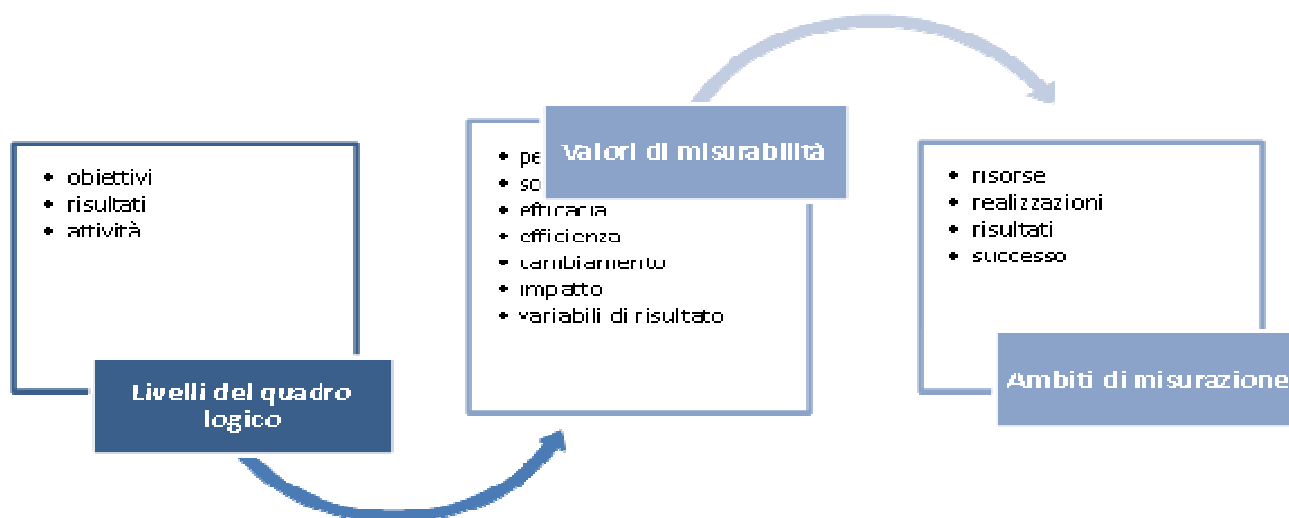 • obiettivi
• risultati
• attività
Livelli del quadro
logico
Valori di misurabilità
• efficacia
• efficienza
• cambiamento
• impatto
• variabili di risultato
• risorse
• realizzazioni
• risultati
• successo
Ambiti di misurazione